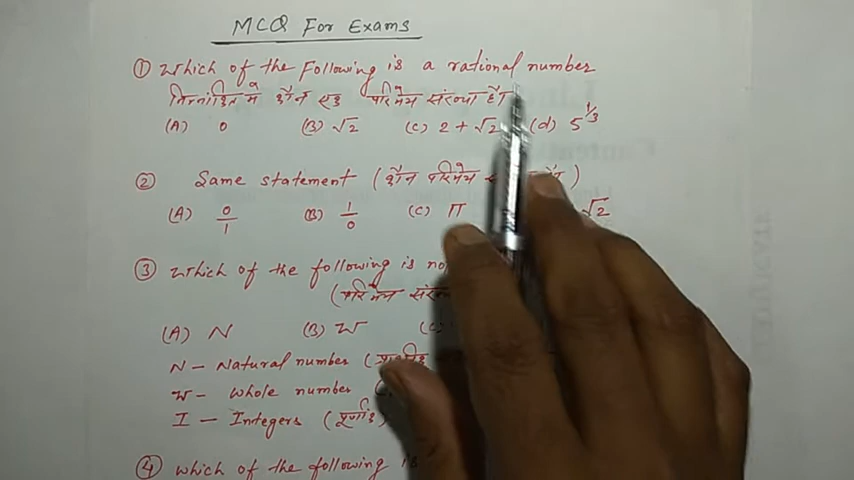 MCQ For Exams
① Which of the Following is a rational number
निम्नांकित में कौन एक परिमेय संख्या है
(A) 0 (B) √2 (C) 2 + √2 (d) 5^1/3
② Same statement (कौन परिमेय
(A) 0/1 (B) 1/0 (C) π √2
③ Which of the following is
(परिमेय
(A) N (B) W (C)
N – Natural number
W – Whole number
I – Integers (पूर्णांक)
④ which of the following is